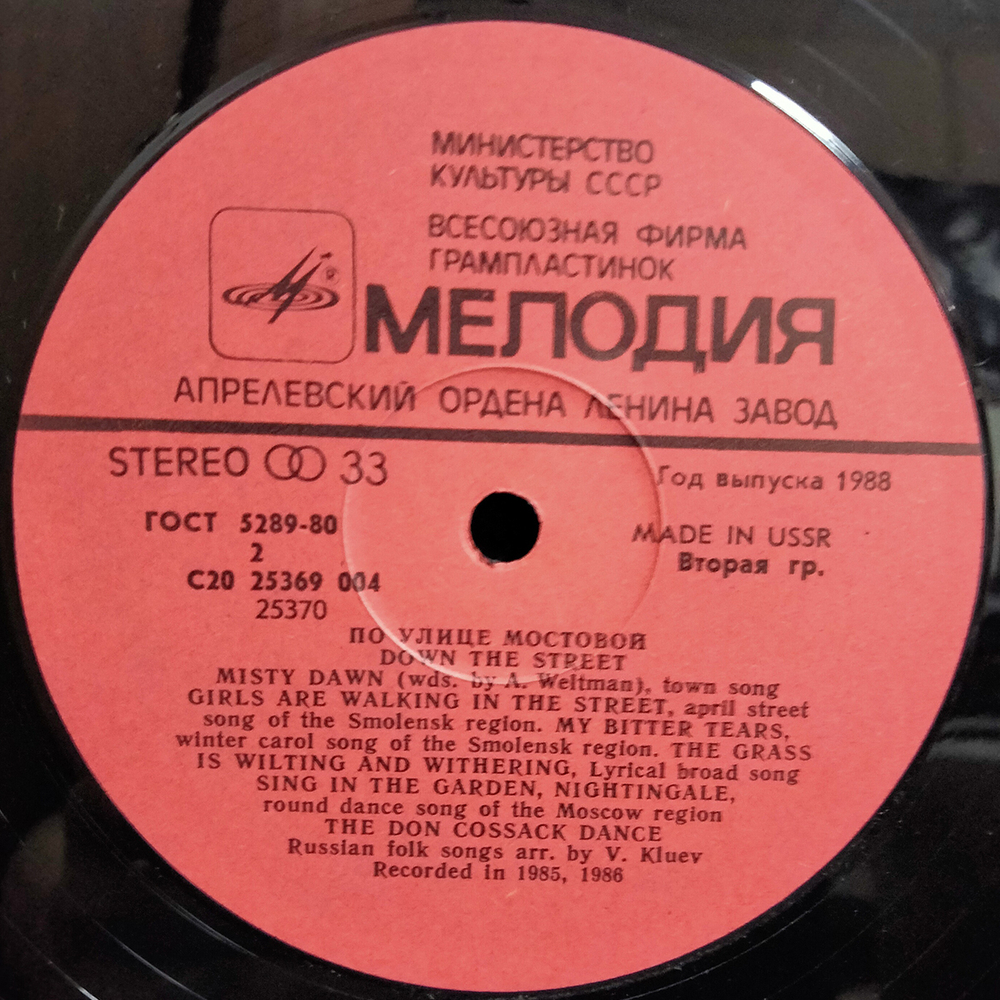 МИНИСТЕРСТВО
КУЛЬТУРЫ СССР
ВСЕСОЮЗНАЯ ФИРМА
ГРАМПЛАСТИНОК
МЕЛОДИЯ
АПРЕЛЕВСКИЙ ОРДЕНА ЛЕНИНА ЗАВОД
STEREO 33
Год выпуска 1988
ГОСТ 5289-80
MADE IN USSR
2
Вторая гр.
С20 25369 004
25370
ПО УЛИЦЕ МОСТОВОЙ
DOWN THE STREET
MISTY DAWN (wds. by A. Weltman), town song
GIRLS ARE WALKING IN THE STREET, april street
song of the Smolensk region. MY BITTER TEARS,
winter carol song of the Smolensk region. THE GRASS
IS WILTING AND WITHERING, Lyrical broad song
SING IN THE GARDEN, NIGHTINGALE,
round dance song of the Moscow region
THE DON COSSACK DANCE
Russian folk songs arr. by V. Kluev
Recorded in 1985, 1986